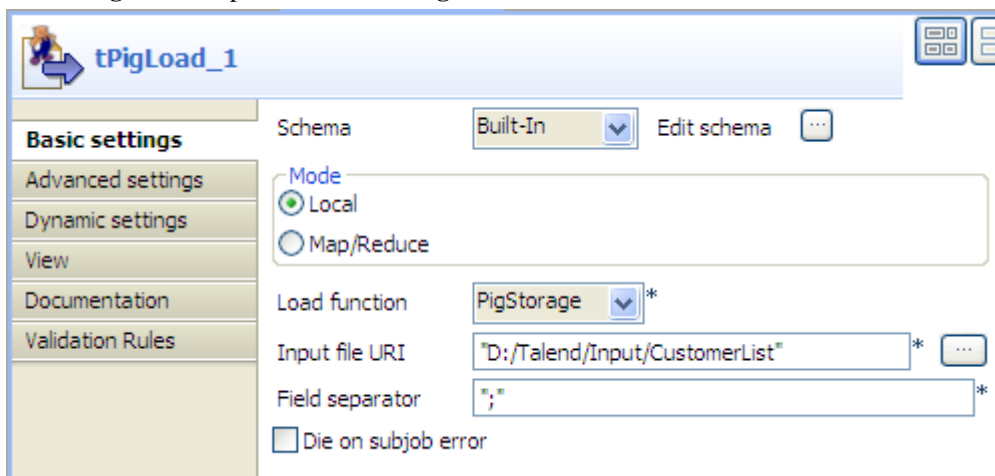 tPigLoad_1
Basic settings
Advanced settings
Dynamic settings
View
Documentation
Validation Rules
Schema Built-In Edit schema ...
Mode
Local
Map/Reduce
Load function PigStorage *
Input file URI "D:/Talend/Input/CustomerList" * ...
Field separator ";" *
Die on subjob error